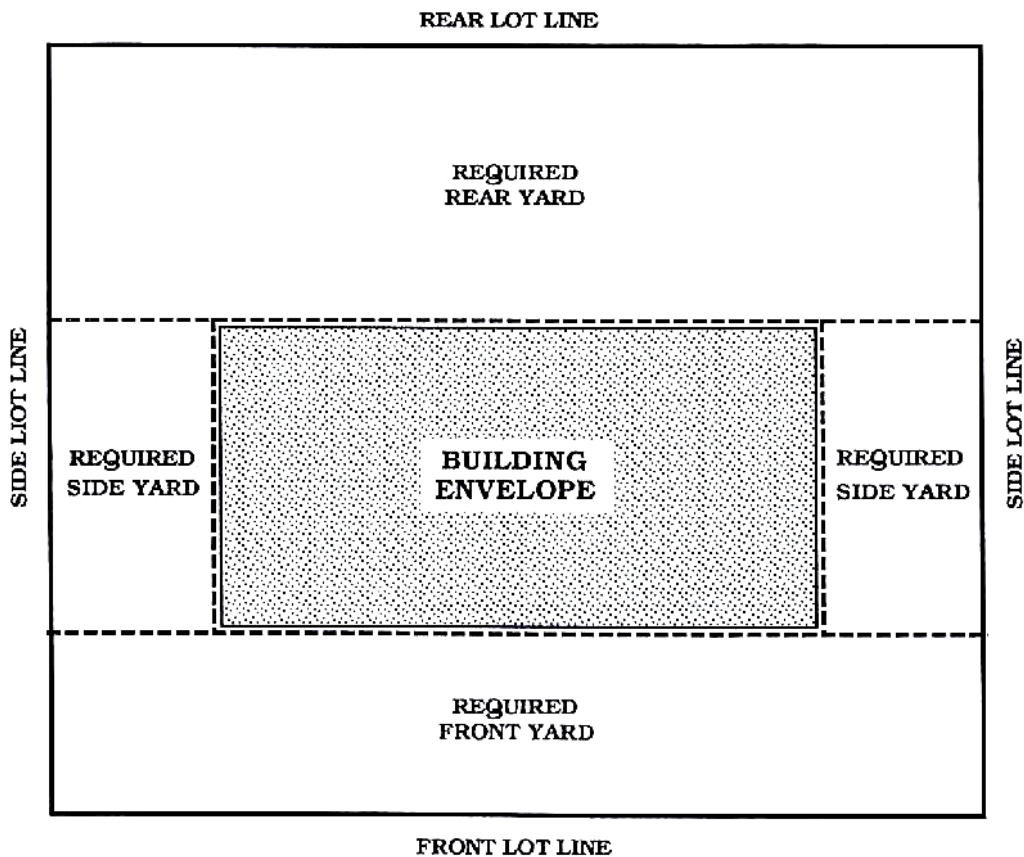 REAR LOT LINE
REQUIRED
REAR YARD
SIDE LIOT LINE
REQUIRED
SIDE YARD
BUILDING
ENVELOPE
REQUIRED
SIDE YARD
SIDE LOT LINE
REQUIRED
FRONT YARD
FRONT LOT LINE